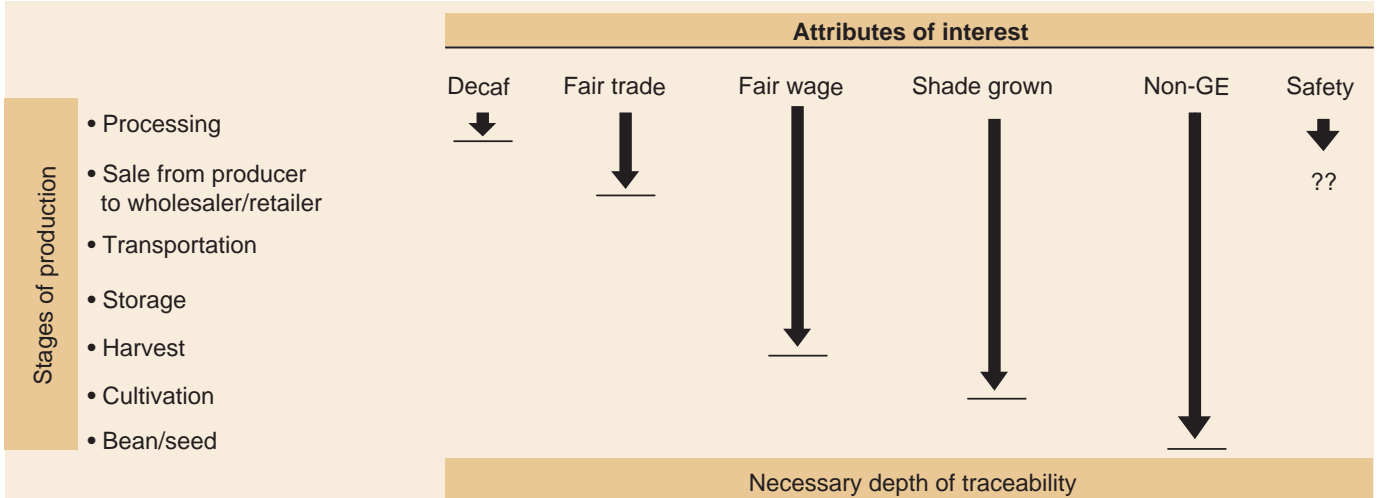 Attributes of interest
Decaf Fair trade Fair wage Shade grown Non-GE Safety
Stages of production
• Processing
• Sale from producer
to wholesaler/retailer
• Transportation
• Storage
• Harvest
• Cultivation
• Bean/seed
??
Necessary depth of traceability